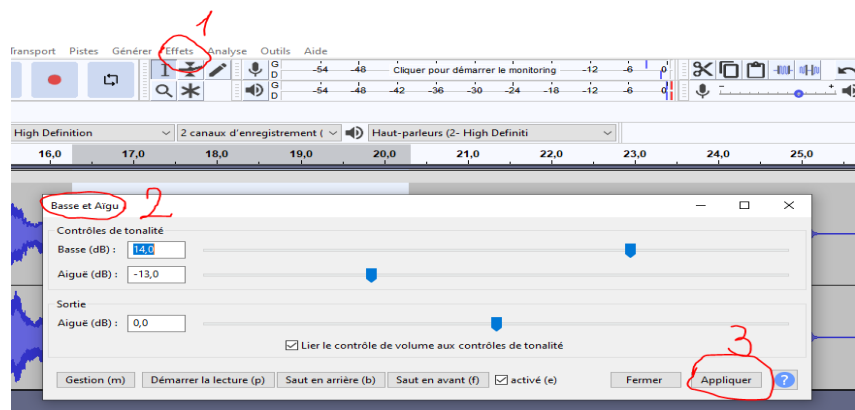 1
Transport Pistes Générer Effets Analyse Outils Aide
G -54 -48 Cliquer pour démarrer le monitoring -12 -6 0
D
G -54 -48 -42 -36 -30 -24 -18 -12 -6 0
D
- +
High Definition 2 canaux d'enregistrement ( Haut-parleurs (2- High Definiti
16,0 17,0 18,0 19,0 20,0 21,0 22,0 23,0 24,0 25,0
Basse et Aïgu 2
Contrôles de tonalité
Basse (dB) : 14,0
Aiguë (dB) : -13,0
Sortie
Aiguë (dB) : 0,0
Lier le contrôle de volume aux contrôles de tonalité
3
Gestion (m) Démarrer la lecture (p) Saut en arrière (b) Saut en avant (f) activé (e) Fermer Appliquer ?